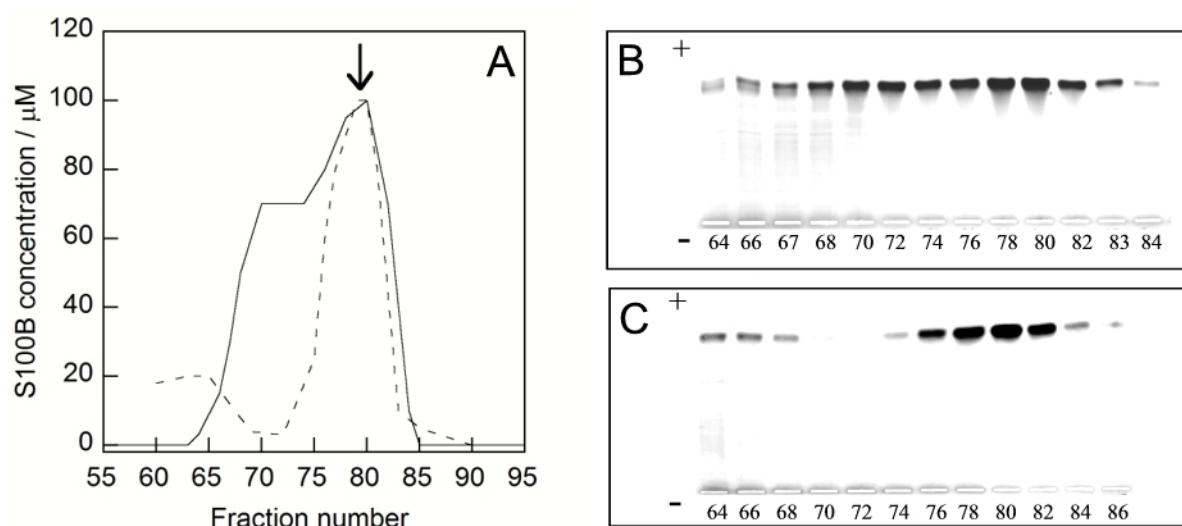 A
120
100
80
60
40
20
0
S100B concentration / µM
55 60 65 70 75 80 85 90 95
Fraction number
B
+
-
64 66 67 68 70 72 74 76 78 80 82 83 84
C
+
-
64 66 68 70 72 74 76 78 80 82 84 86